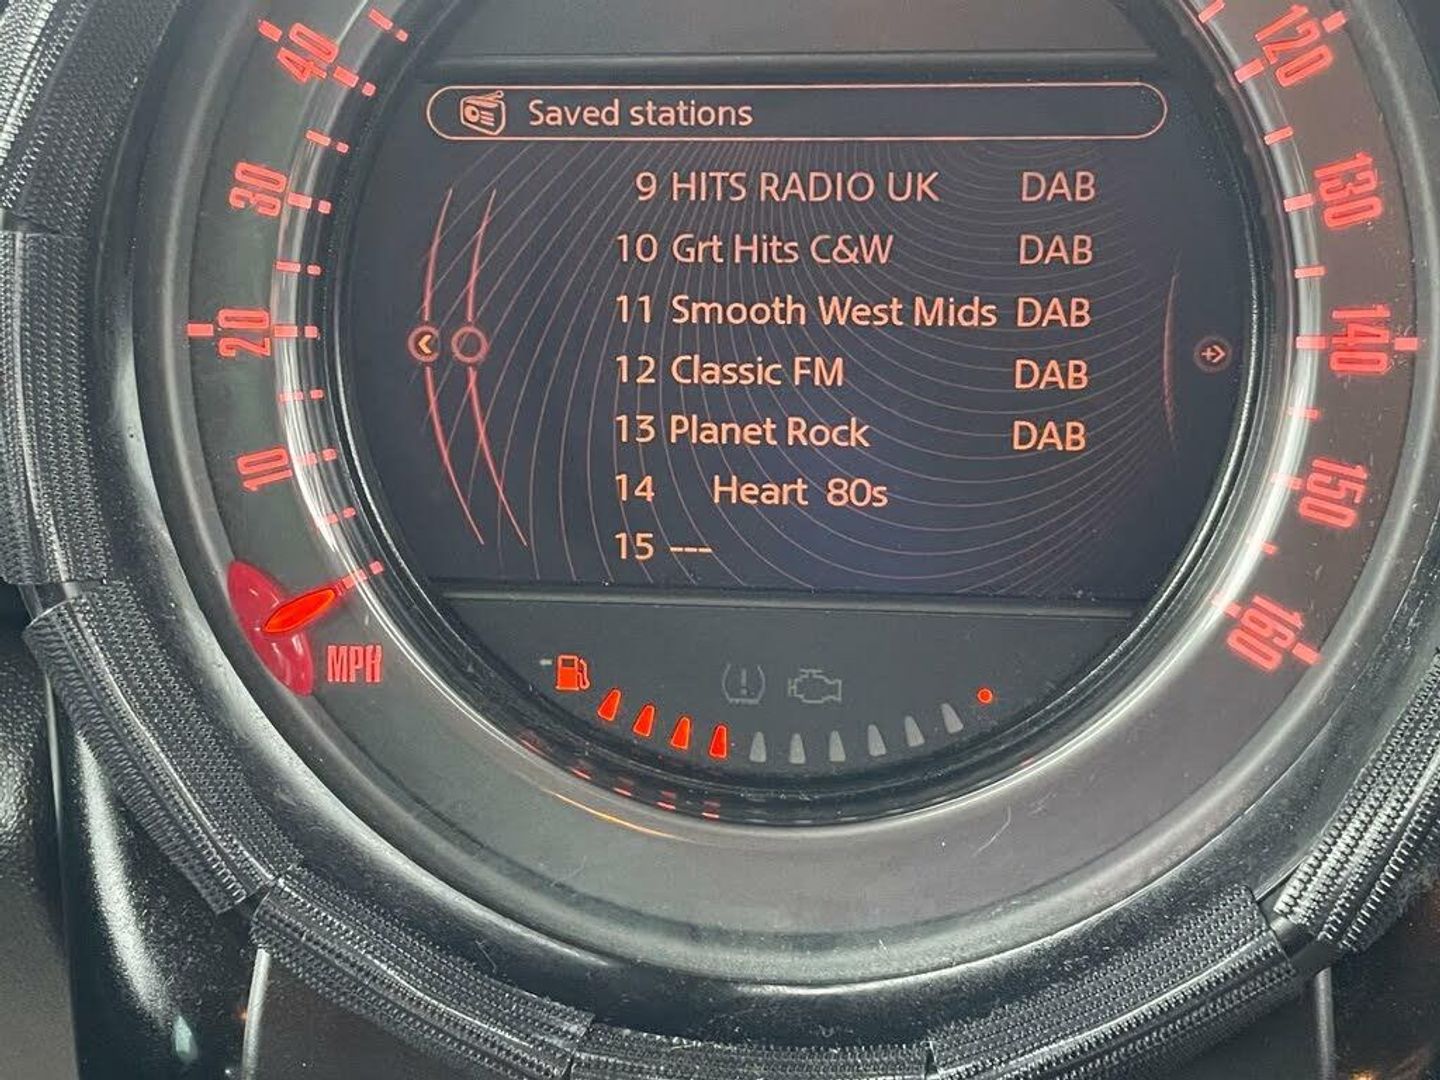 Saved stations
9 HITS RADIO UK DAB
10 Grt Hits C&W DAB
11 Smooth West Mids DAB
12 Classic FM DAB
13 Planet Rock DAB
14 Heart 80s
15 ---
40
30
20
10
MPH
120
130
140
150
160